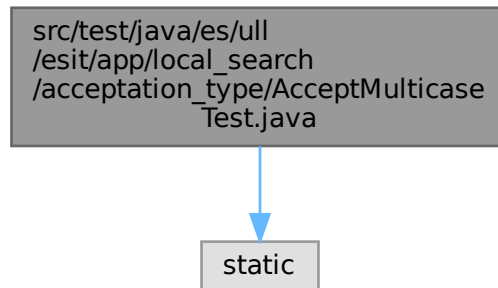 src/test/java/es/ull
/esit/app/local_search
/acceptation_type/AcceptMulticase
Test.java
static